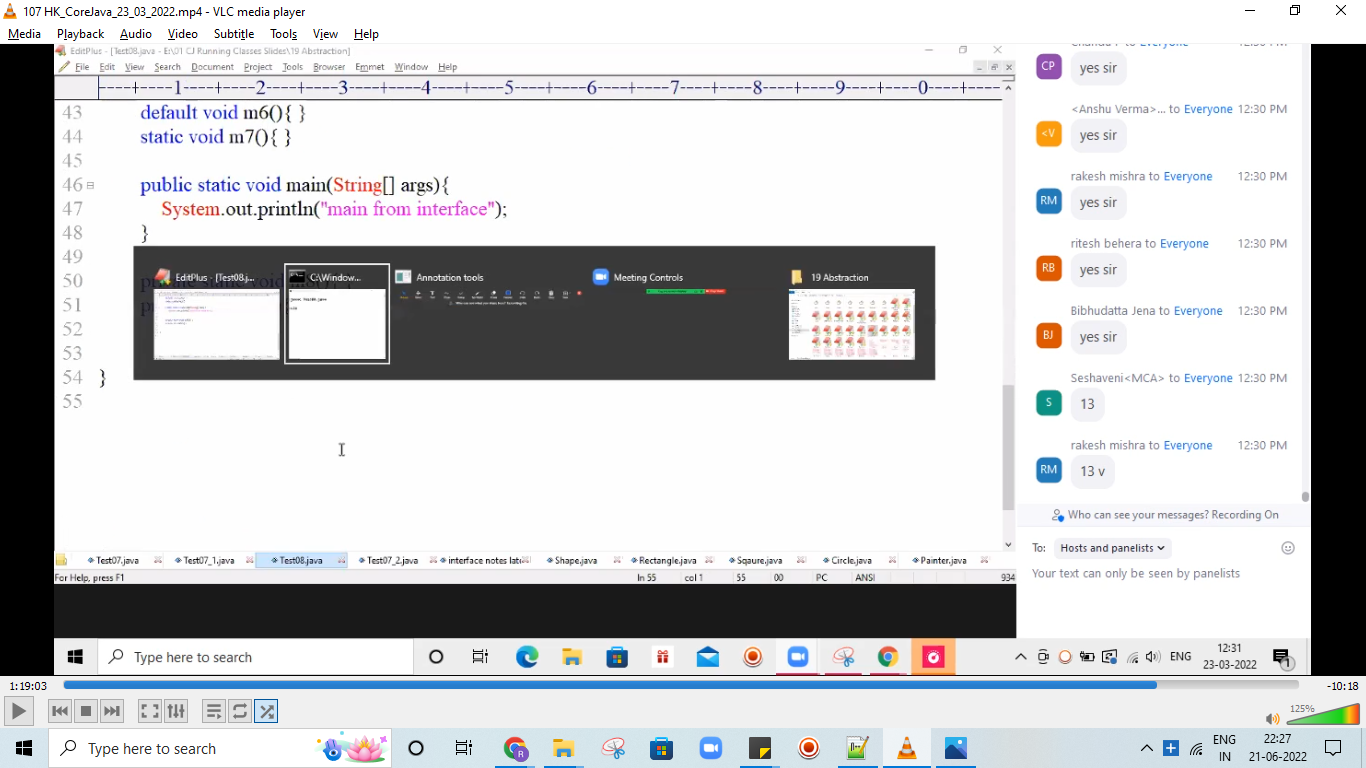 107 HK_CoreJava_23_03_2022.mp4 - VLC media player
Media Playback Audio Video Subtitle Tools View Help
EditPlus - [Test08.java - E:\01 CJ Running Classes Slides\19 Abstraction]
File Edit View Search Document Project Tools Browser Emmet Window Help
----+----1----+----2----+----3----+----4----+----5----+----6----+----7----+----8----+----9----+----0----+----
43 default void m6(){ }
44 static void m7(){ }
45
46 public static void main(String[] args){
47 System.out.println("main from interface");
48 }
49
50
51
52
53
54 }
55
EditPlus - [Test08.j...
C:\Window...
Annotation tools
Meeting Controls
19 Abstraction
Test07.java Test07_1.java Test08.java Test07_2.java interface notes late Shape.java Rectangle.java Sqaure.java Circle.java Painter.java
For Help, press F1 ln 55 col 1 55 00 PC ANSI 934
to Everyone 12:30 PM
CP yes sir
<Anshu Verma>... to Everyone 12:30 PM
<V yes sir
rakesh mishra to Everyone 12:30 PM
RM yes sir
ritesh behera to Everyone 12:30 PM
RB yes sir
Bibhudatta Jena to Everyone 12:30 PM
BJ yes sir
Seshaveni<MCA> to Everyone 12:30 PM
S 13
rakesh mishra to Everyone 12:30 PM
RM 13 v
Who can see your messages? Recording On
To: Hosts and panelists
Your text can only be seen by panelists
Type here to search
ENG
12:31
23-03-2022
1
1:19:03 -10:18
125%
Type here to search
R
ENG
IN
22:27
21-06-2022